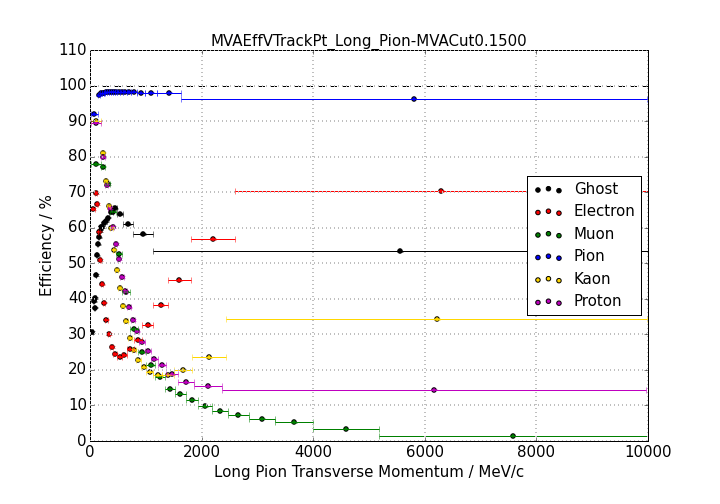 MVAEffVTrackPt_Long_Pion-MVACut0.1500
110
100
90
80
70
60
50
40
30
20
10
0
Efficiency / %
Ghost
Electron
Muon
Pion
Kaon
Proton
0 2000 4000 6000 8000 10000
Long Pion Transverse Momentum / MeV/c